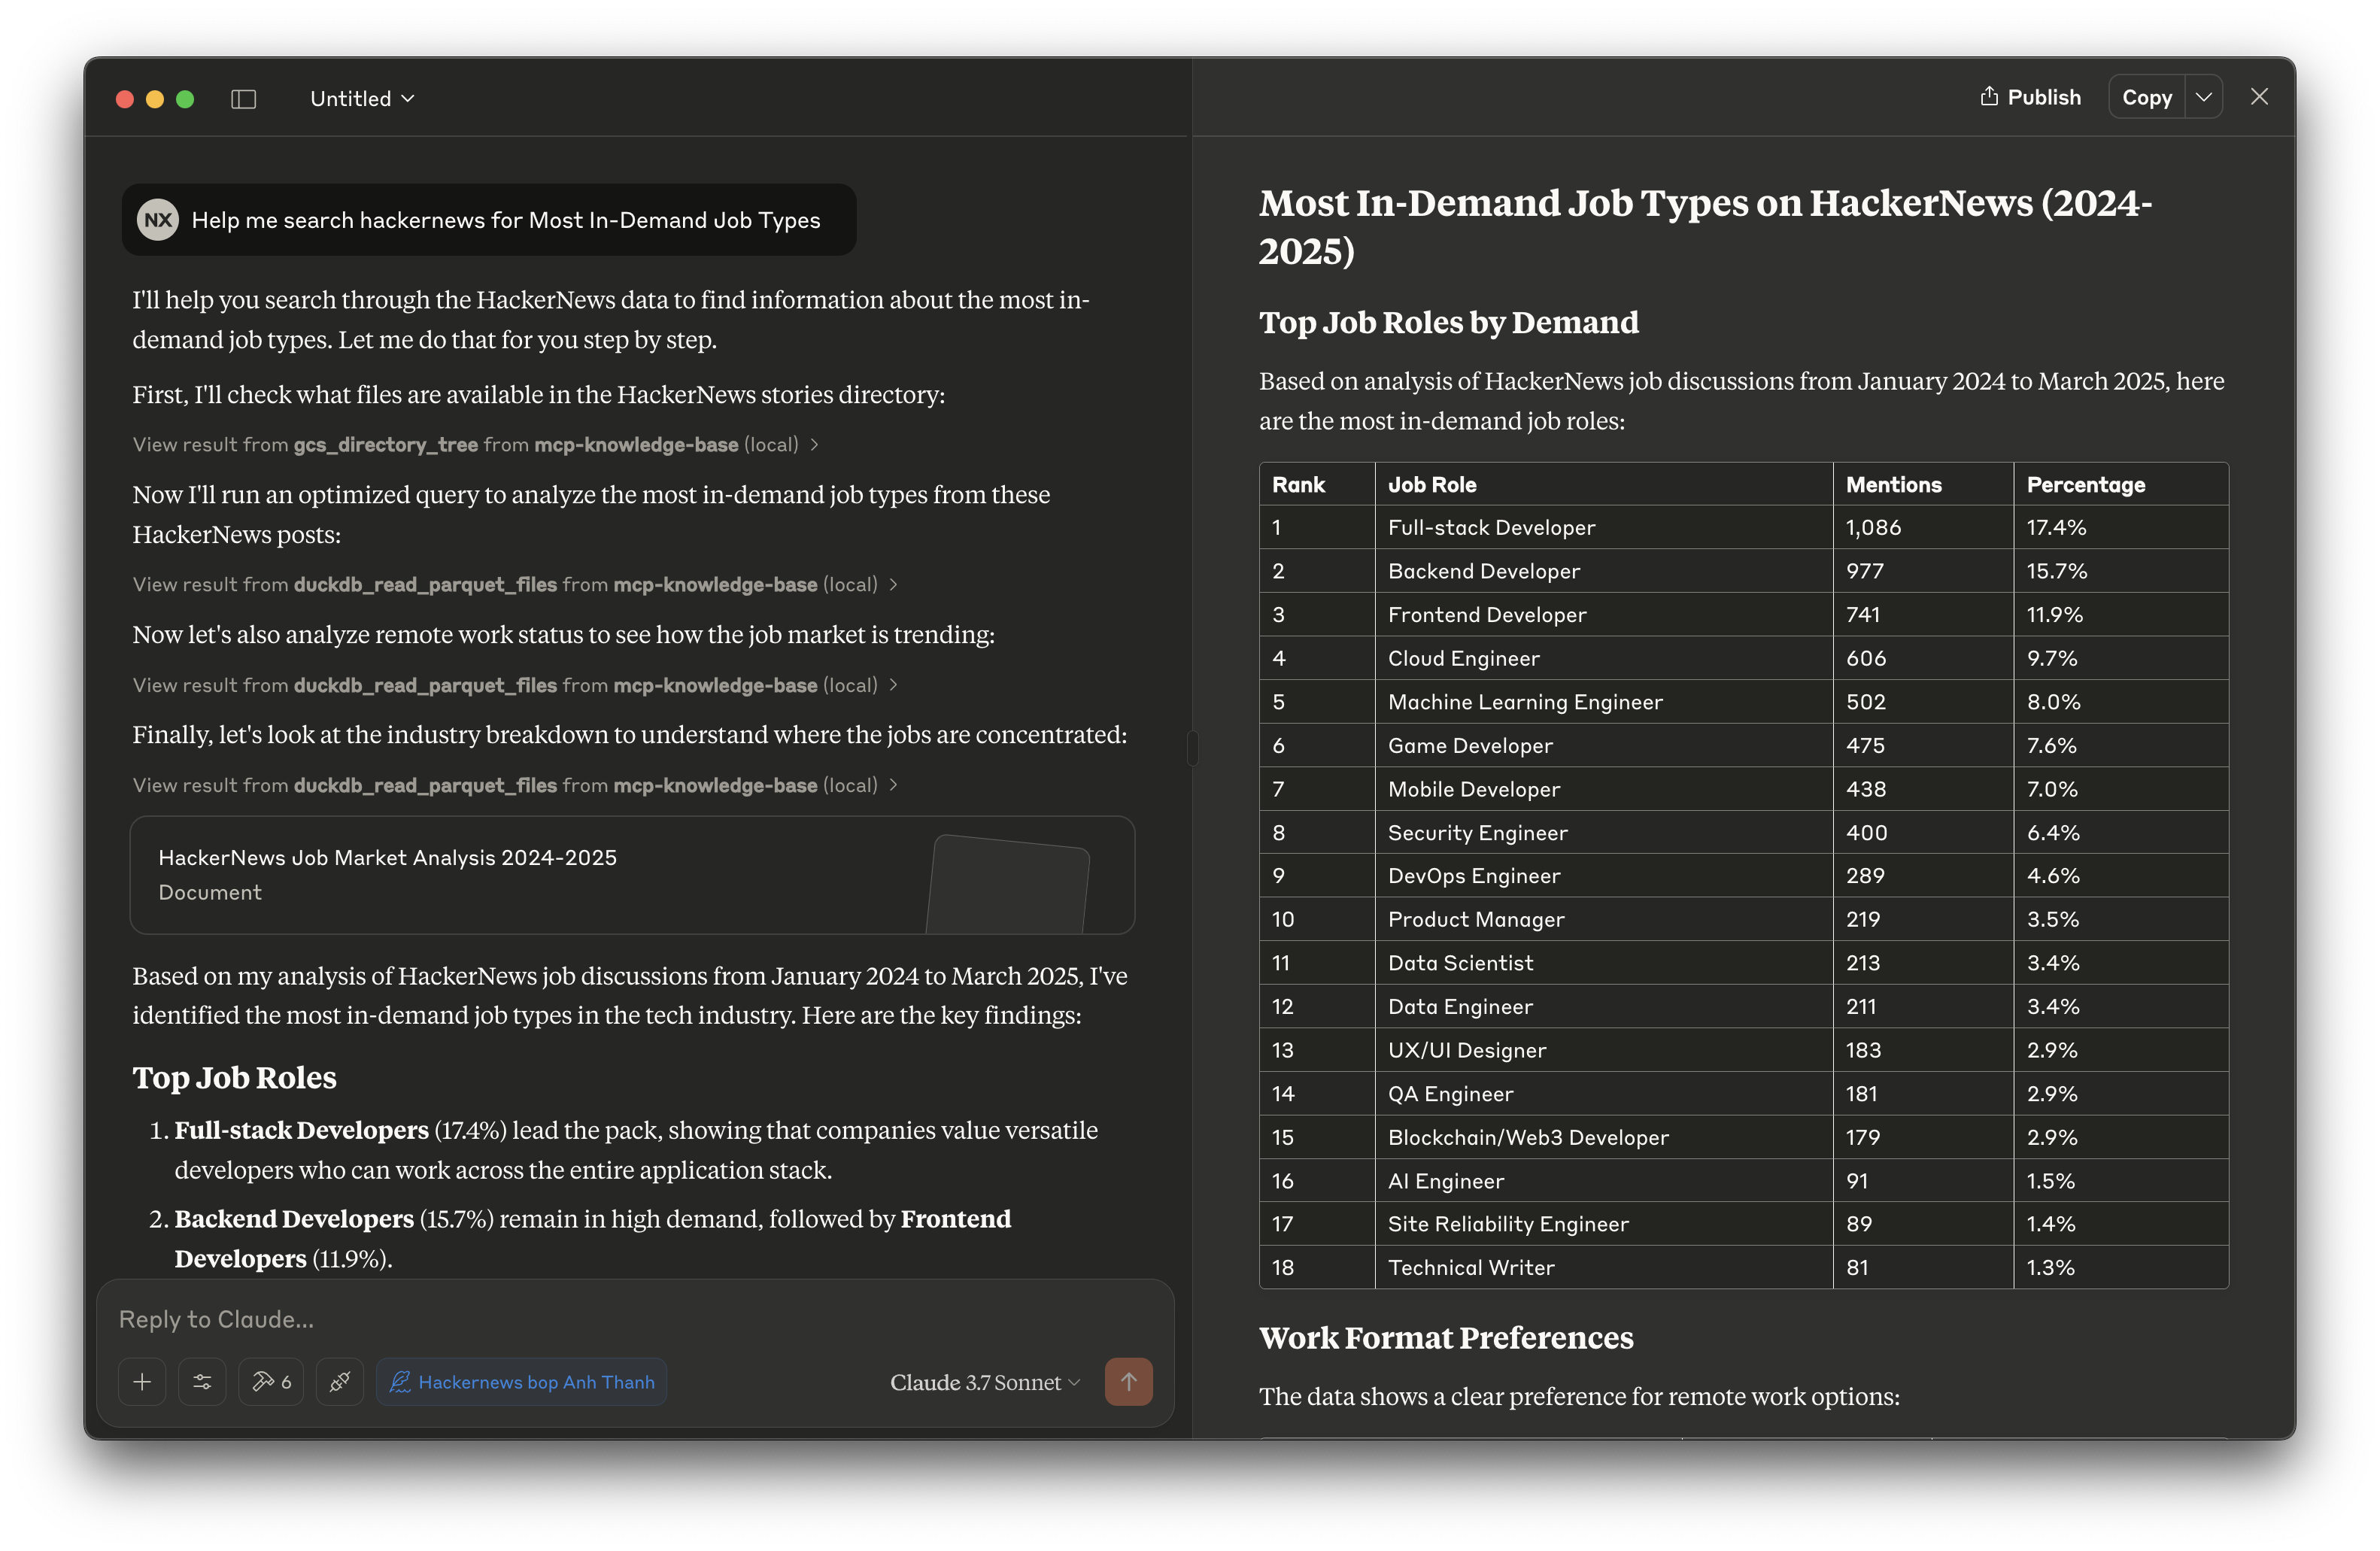 Untitled
NX Help me search hackernews for Most In-Demand Job Types
I'll help you search through the HackerNews data to find information about the most in-
demand job types. Let me do that for you step by step.
First, I'll check what files are available in the HackerNews stories directory:
View result from gcs_directory_tree from mcp-knowledge-base (local)
Now I'll run an optimized query to analyze the most in-demand job types from these
HackerNews posts:
View result from duckdb_read_parquet_files from mcp-knowledge-base (local)
Now let's also analyze remote work status to see how the job market is trending:
View result from duckdb_read_parquet_files from mcp-knowledge-base (local)
Finally, let's look at the industry breakdown to understand where the jobs are concentrated:
View result from duckdb_read_parquet_files from mcp-knowledge-base (local)
HackerNews Job Market Analysis 2024-2025
Document
Based on my analysis of HackerNews job discussions from January 2024 to March 2025, I've
identified the most in-demand job types in the tech industry. Here are the key findings:
Top Job Roles
1. Full-stack Developers (17.4%) lead the pack, showing that companies value versatile
developers who can work across the entire application stack.
2. Backend Developers (15.7%) remain in high demand, followed by Frontend
Developers (11.9%).
Reply to Claude...
6 Hackernews bop Anh Thanh Claude 3.7 Sonnet
Publish Copy
Most In-Demand Job Types on HackerNews (2024-
2025)
Top Job Roles by Demand
Based on analysis of HackerNews job discussions from January 2024 to March 2025, here
are the most in-demand job roles:
Rank Job Role Mentions Percentage
1 Full-stack Developer 1,086 17.4%
2 Backend Developer 977 15.7%
3 Frontend Developer 741 11.9%
4 Cloud Engineer 606 9.7%
5 Machine Learning Engineer 502 8.0%
6 Game Developer 475 7.6%
7 Mobile Developer 438 7.0%
8 Security Engineer 400 6.4%
9 DevOps Engineer 289 4.6%
10 Product Manager 219 3.5%
11 Data Scientist 213 3.4%
12 Data Engineer 211 3.4%
13 UX/UI Designer 183 2.9%
14 QA Engineer 181 2.9%
15 Blockchain/Web3 Developer 179 2.9%
16 AI Engineer 91 1.5%
17 Site Reliability Engineer 89 1.4%
18 Technical Writer 81 1.3%
Work Format Preferences
The data shows a clear preference for remote work options: